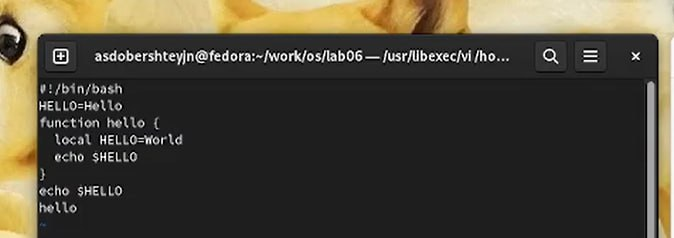 asdobershteyjn@fedora:~/work/os/lab06 — /usr/libexec/vi /ho...
#!/bin/bash
HELLO=Hello
function hello {
  local HELLO=World
  echo $HELLO
}
echo $HELLO
hello
~